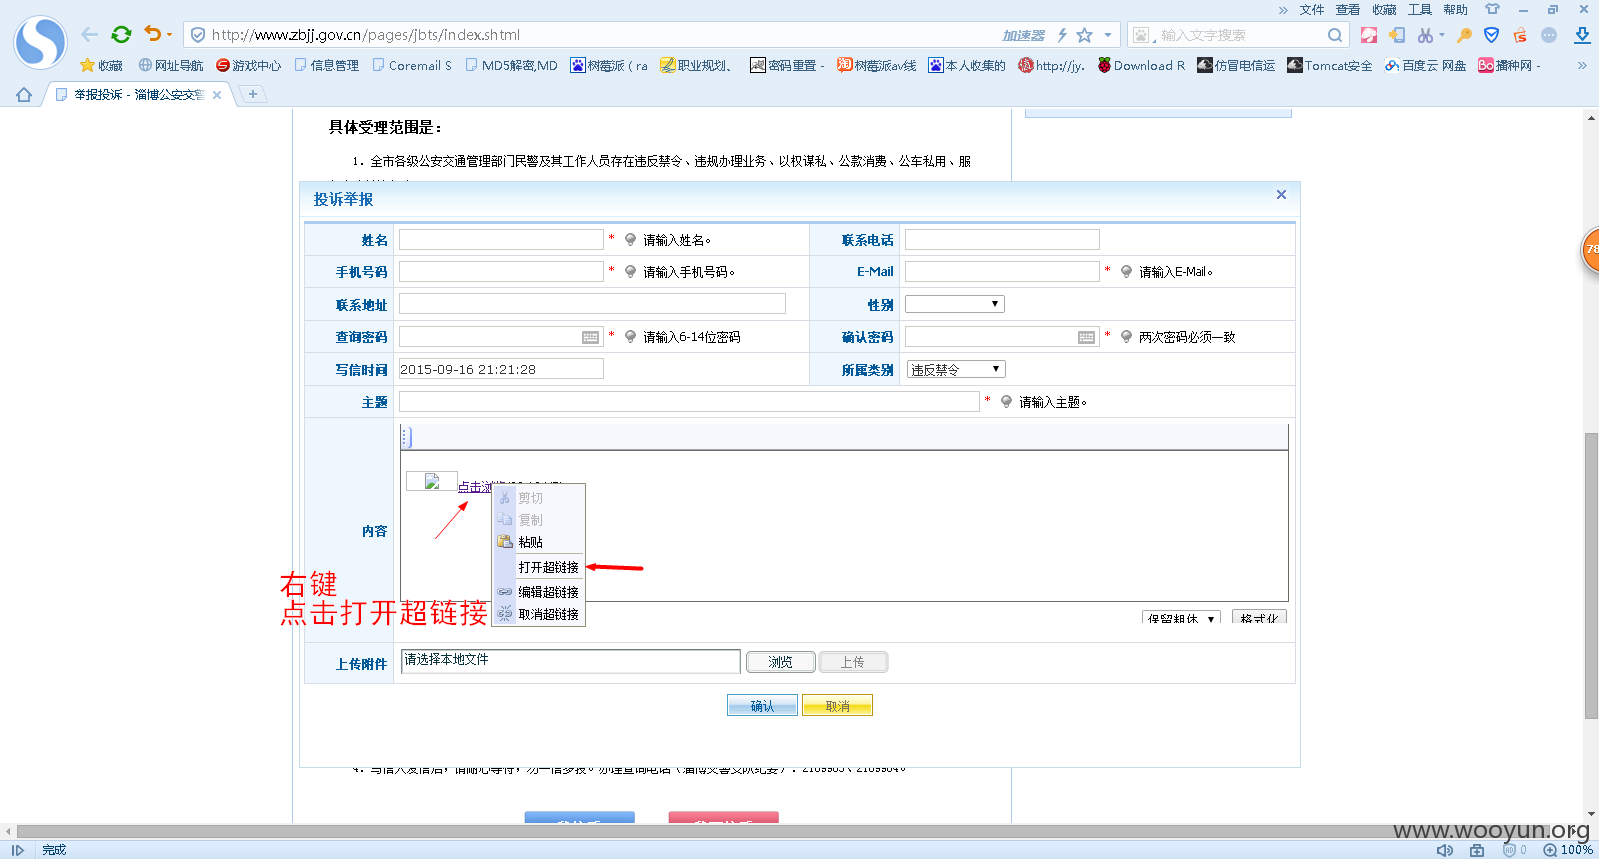 » 文件 查看 收藏 工具 帮助
http://www.zbjj.gov.cn/pages/jbts/index.shtml 加速器 输入文字搜索
收藏 网址导航 游戏中心 信息管理 Coremail S MD5解密,MD 树莓派 ( ra 职业规划、 密码重置 - 树莓派av线 本人收集的 http://jy. Download R 仿冒电信运 Tomcat安全 百度云 网盘 播种网 - »
举报投诉 - 淄博公安交警 × +
具体受理范围是：
1. 全市各级公安交通管理部门民警及其工作人员存在违反禁令、违规办理业务、以权谋私、公款消费、公车私用、服
投诉举报 ×
姓名 * 请输入姓名。 联系电话
手机号码 * 请输入手机号码。 E-Mail * 请输入E-Mail。
联系地址 性别
查询密码 * 请输入6-14位密码 确认密码 * 两次密码必须一致
写信时间 2015-09-16 21:21:28 所属类别 违反禁令
主题 * 请输入主题。
内容
点击浏
剪切
复制
粘贴
打开超链接
编辑超链接
取消超链接
右键
点击打开超链接
保留粗体 格式化
上传附件 请选择本地文件 浏览 上传
确认 取消
78
www.wooyun.org
完成 0 100%